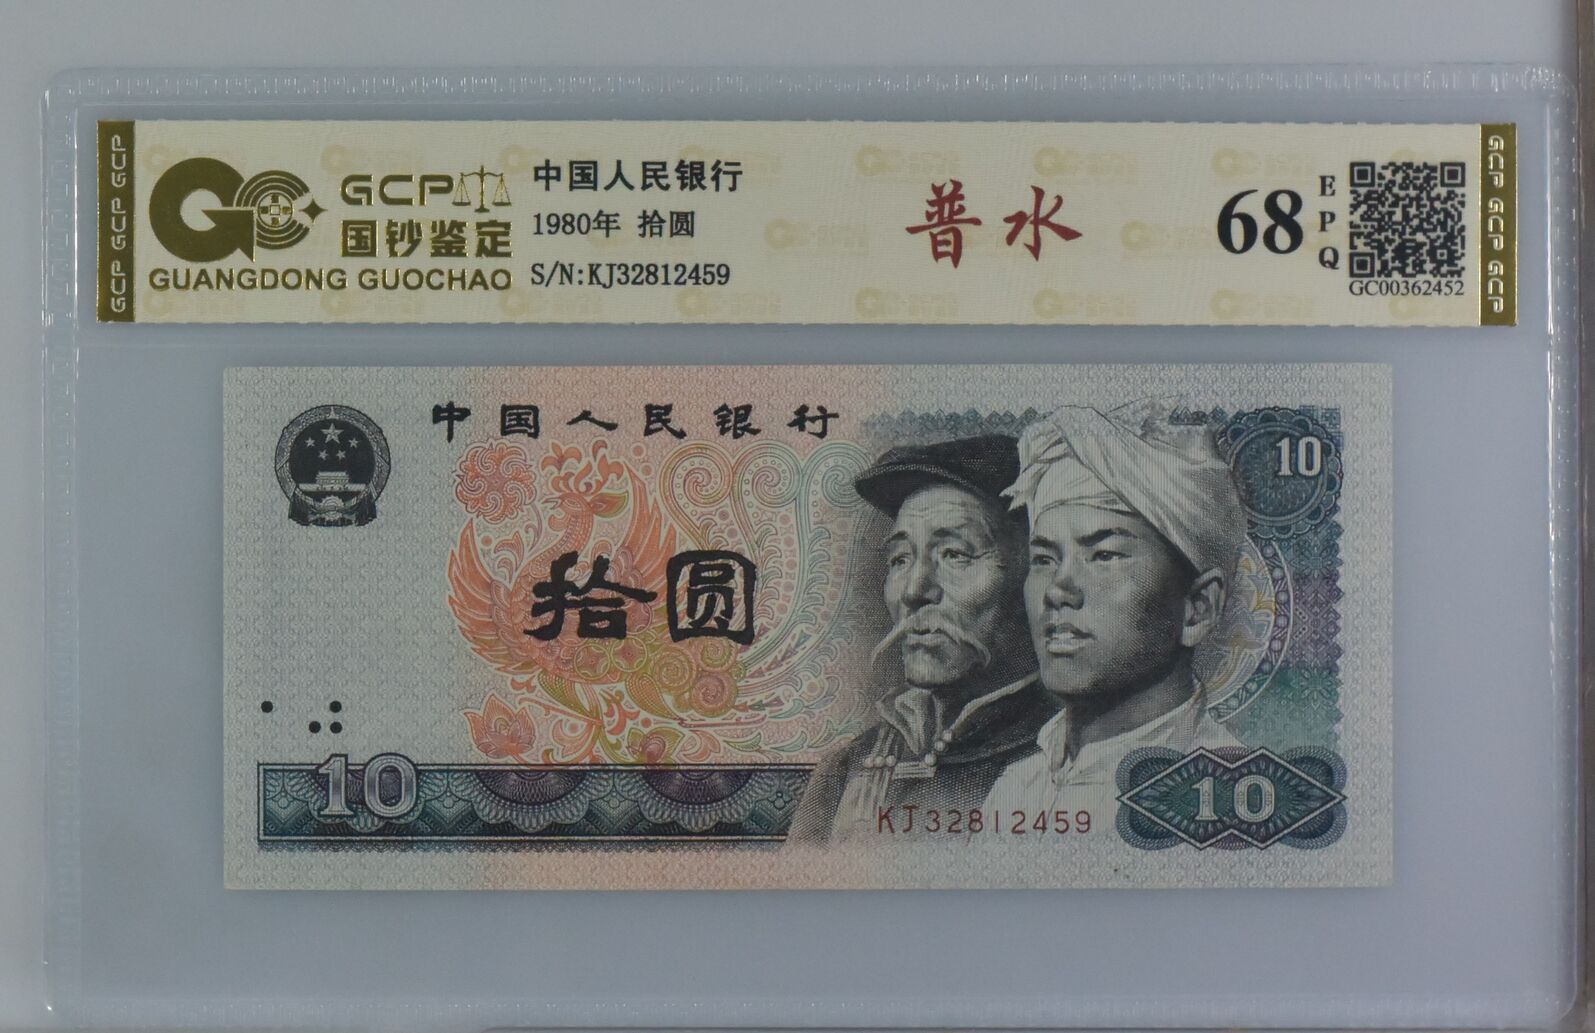 GCP GCP GCP
GCP
国钞鉴定
GUANGDONG GUOCHAO
中国人民银行
1980年 拾圆
S/N:KJ32812459
普水
68
EPQ
GC00362452
GCP GCP GCP
中国人民银行
10
拾圆
10
KJ32812459
10